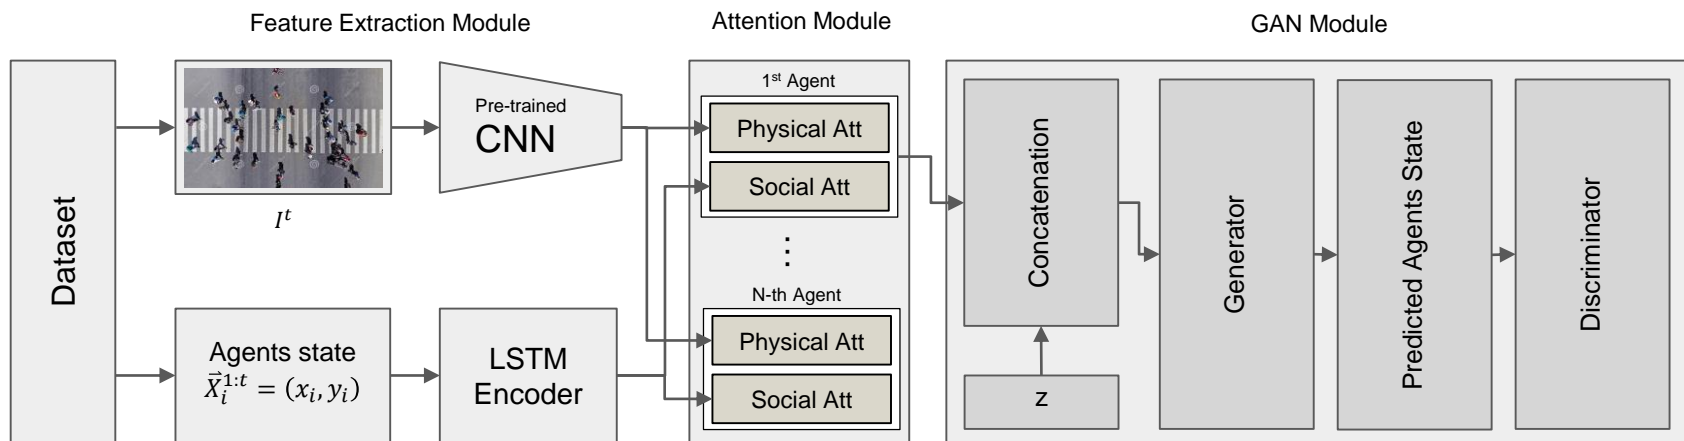 Feature Extraction Module
Attention Module
GAN Module
Dataset
I^t
Pre-trained
CNN
Agents state
X⃗_i^{1:t} = (x_i, y_i)
LSTM
Encoder
1st Agent
Physical Att
Social Att
⋮
N-th Agent
Physical Att
Social Att
Concatenation
z
Generator
Predicted Agents State
Discriminator